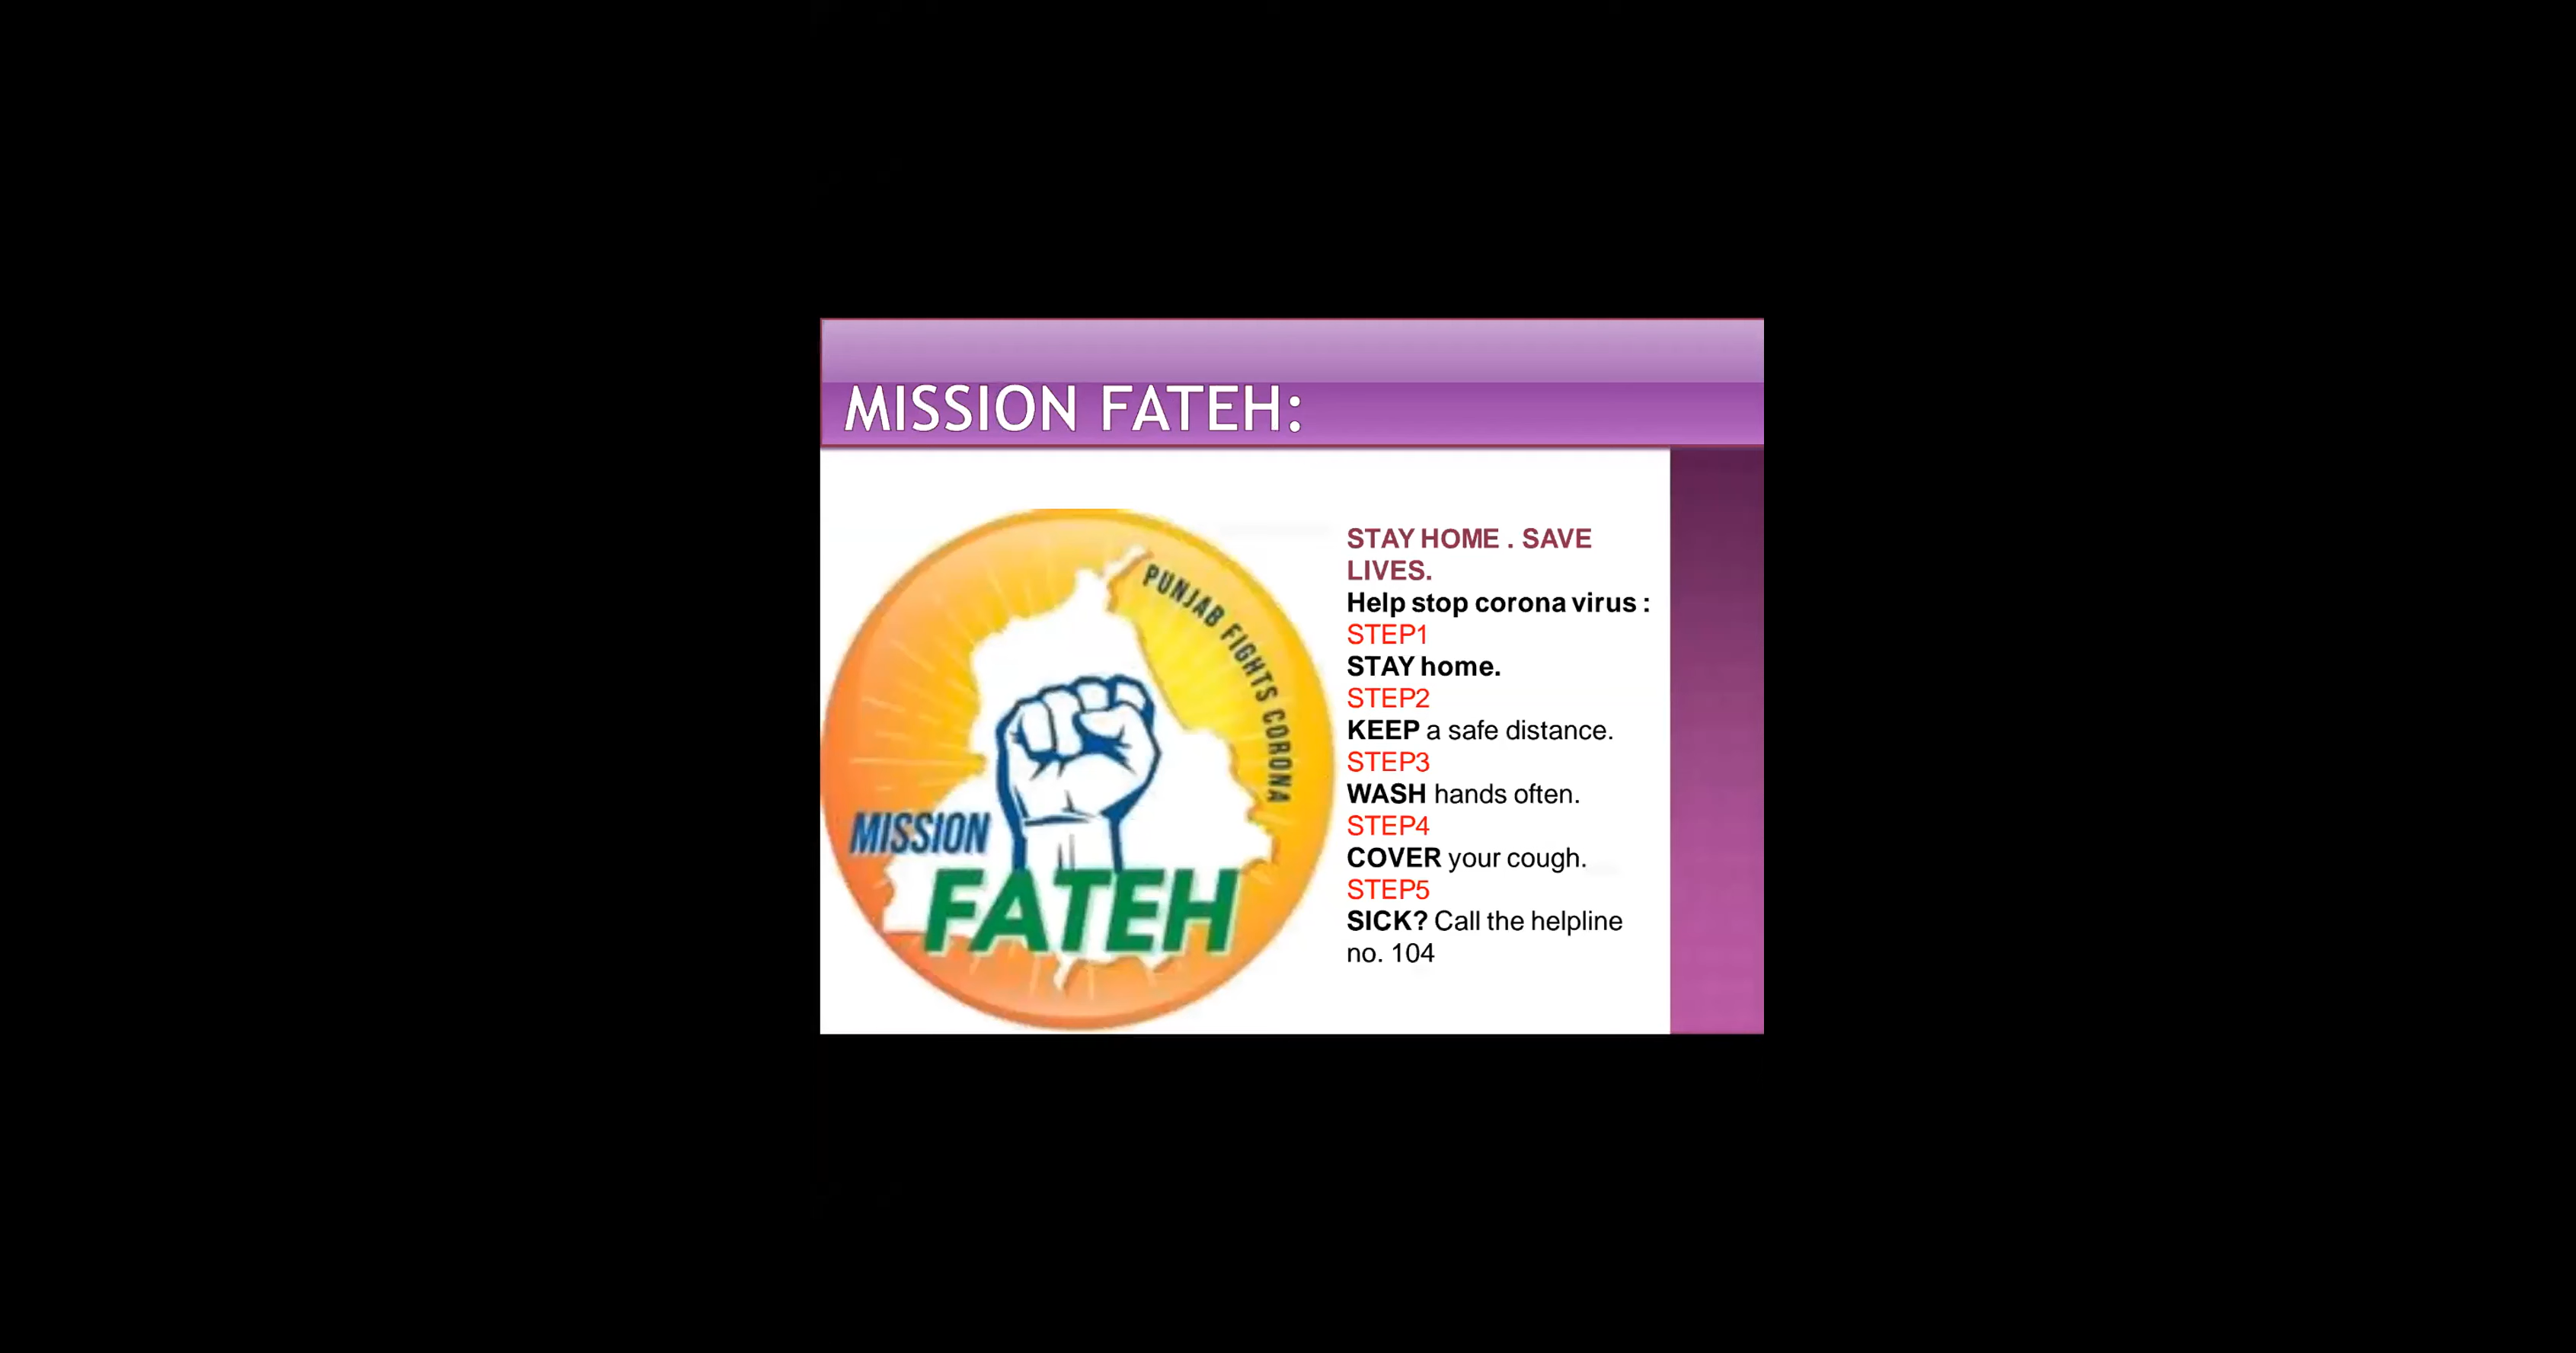 MISSION FATEH:
PUNJAB FIGHTS CORONA
MISSION
FATEH
STAY HOME . SAVE
LIVES.
Help stop corona virus :
STEP1
STAY home.
STEP2
KEEP a safe distance.
STEP3
WASH hands often.
STEP4
COVER your cough.
STEP5
SICK? Call the helpline
no. 104